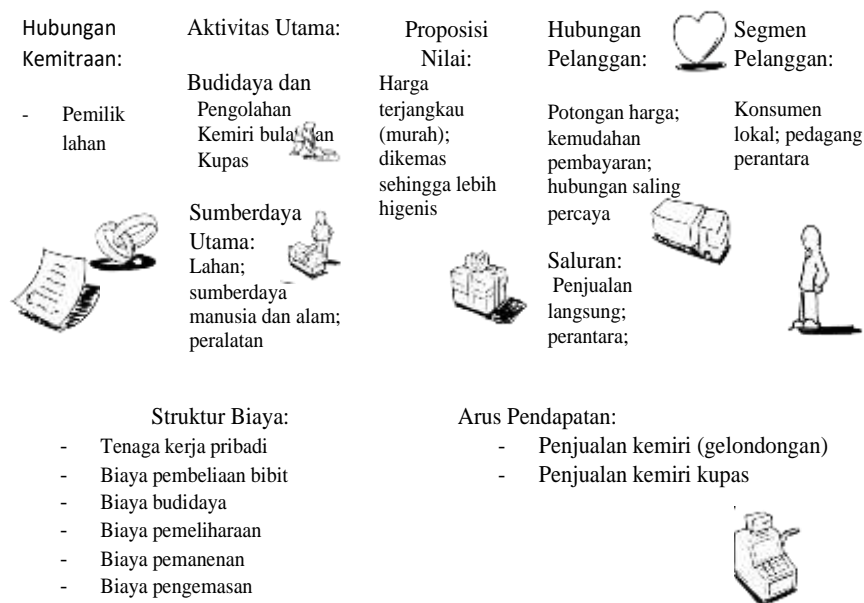 Hubungan
Kemitraan:
- Pemilik
lahan
Aktivitas Utama:
Budidaya dan
Pengolahan
Kemiri
Kupas
Sumberdaya
Utama:
Lahan;
sumberdaya
manusia dan alam;
peralatan
Proposisi
Nilai:
Harga
terjangkau
(murah);
dikemas
sehingga lebih
higenis
Hubungan
Pelanggan:
Potongan harga;
kemudahan
pembayaran;
hubungan saling
percaya
Saluran:
Penjualan
langsung;
perantara;
Segmen
Pelanggan:
Konsumen
lokal; pedagang
perantara
Struktur Biaya:
- Tenaga kerja pribadi
- Biaya pembeliaan bibit
- Biaya budidaya
- Biaya pemeliharaan
- Biaya pemanenan
- Biaya pengemasan
Arus Pendapatan:
- Penjualan kemiri (gelondongan)
- Penjualan kemiri kupas